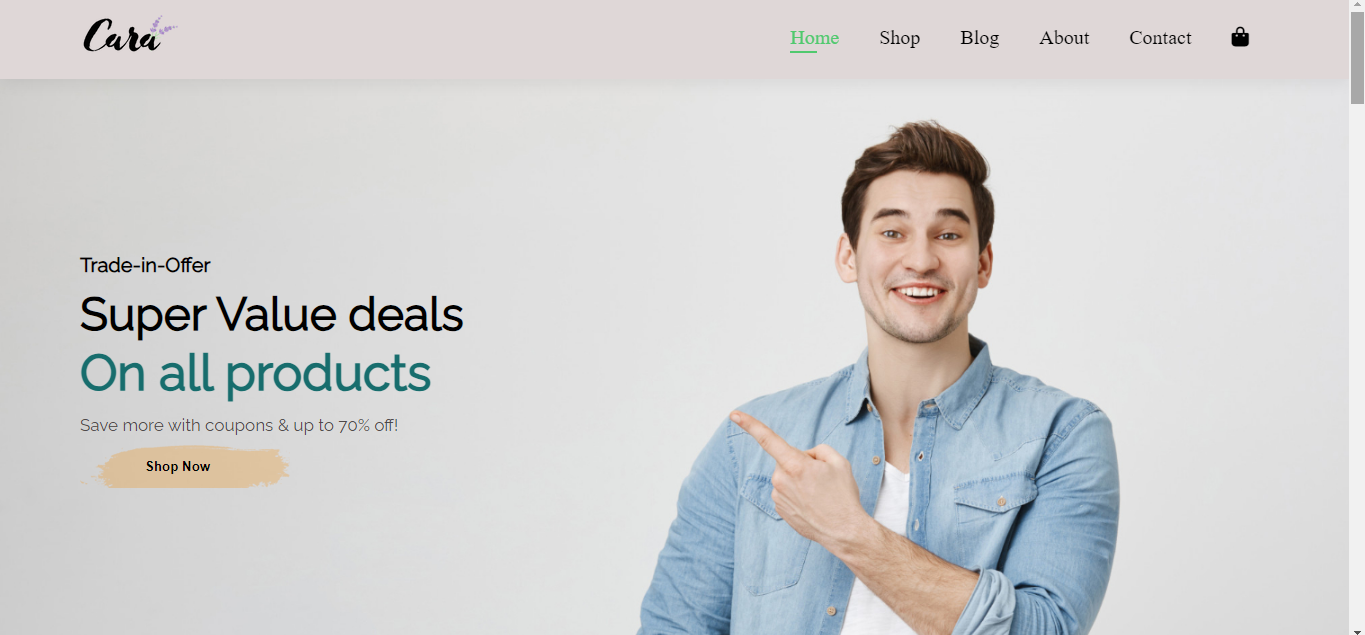 Cara
Home Shop Blog About Contact
Trade-in-Offer
Super Value deals
On all products
Save more with coupons & up to 70% off!
Shop Now